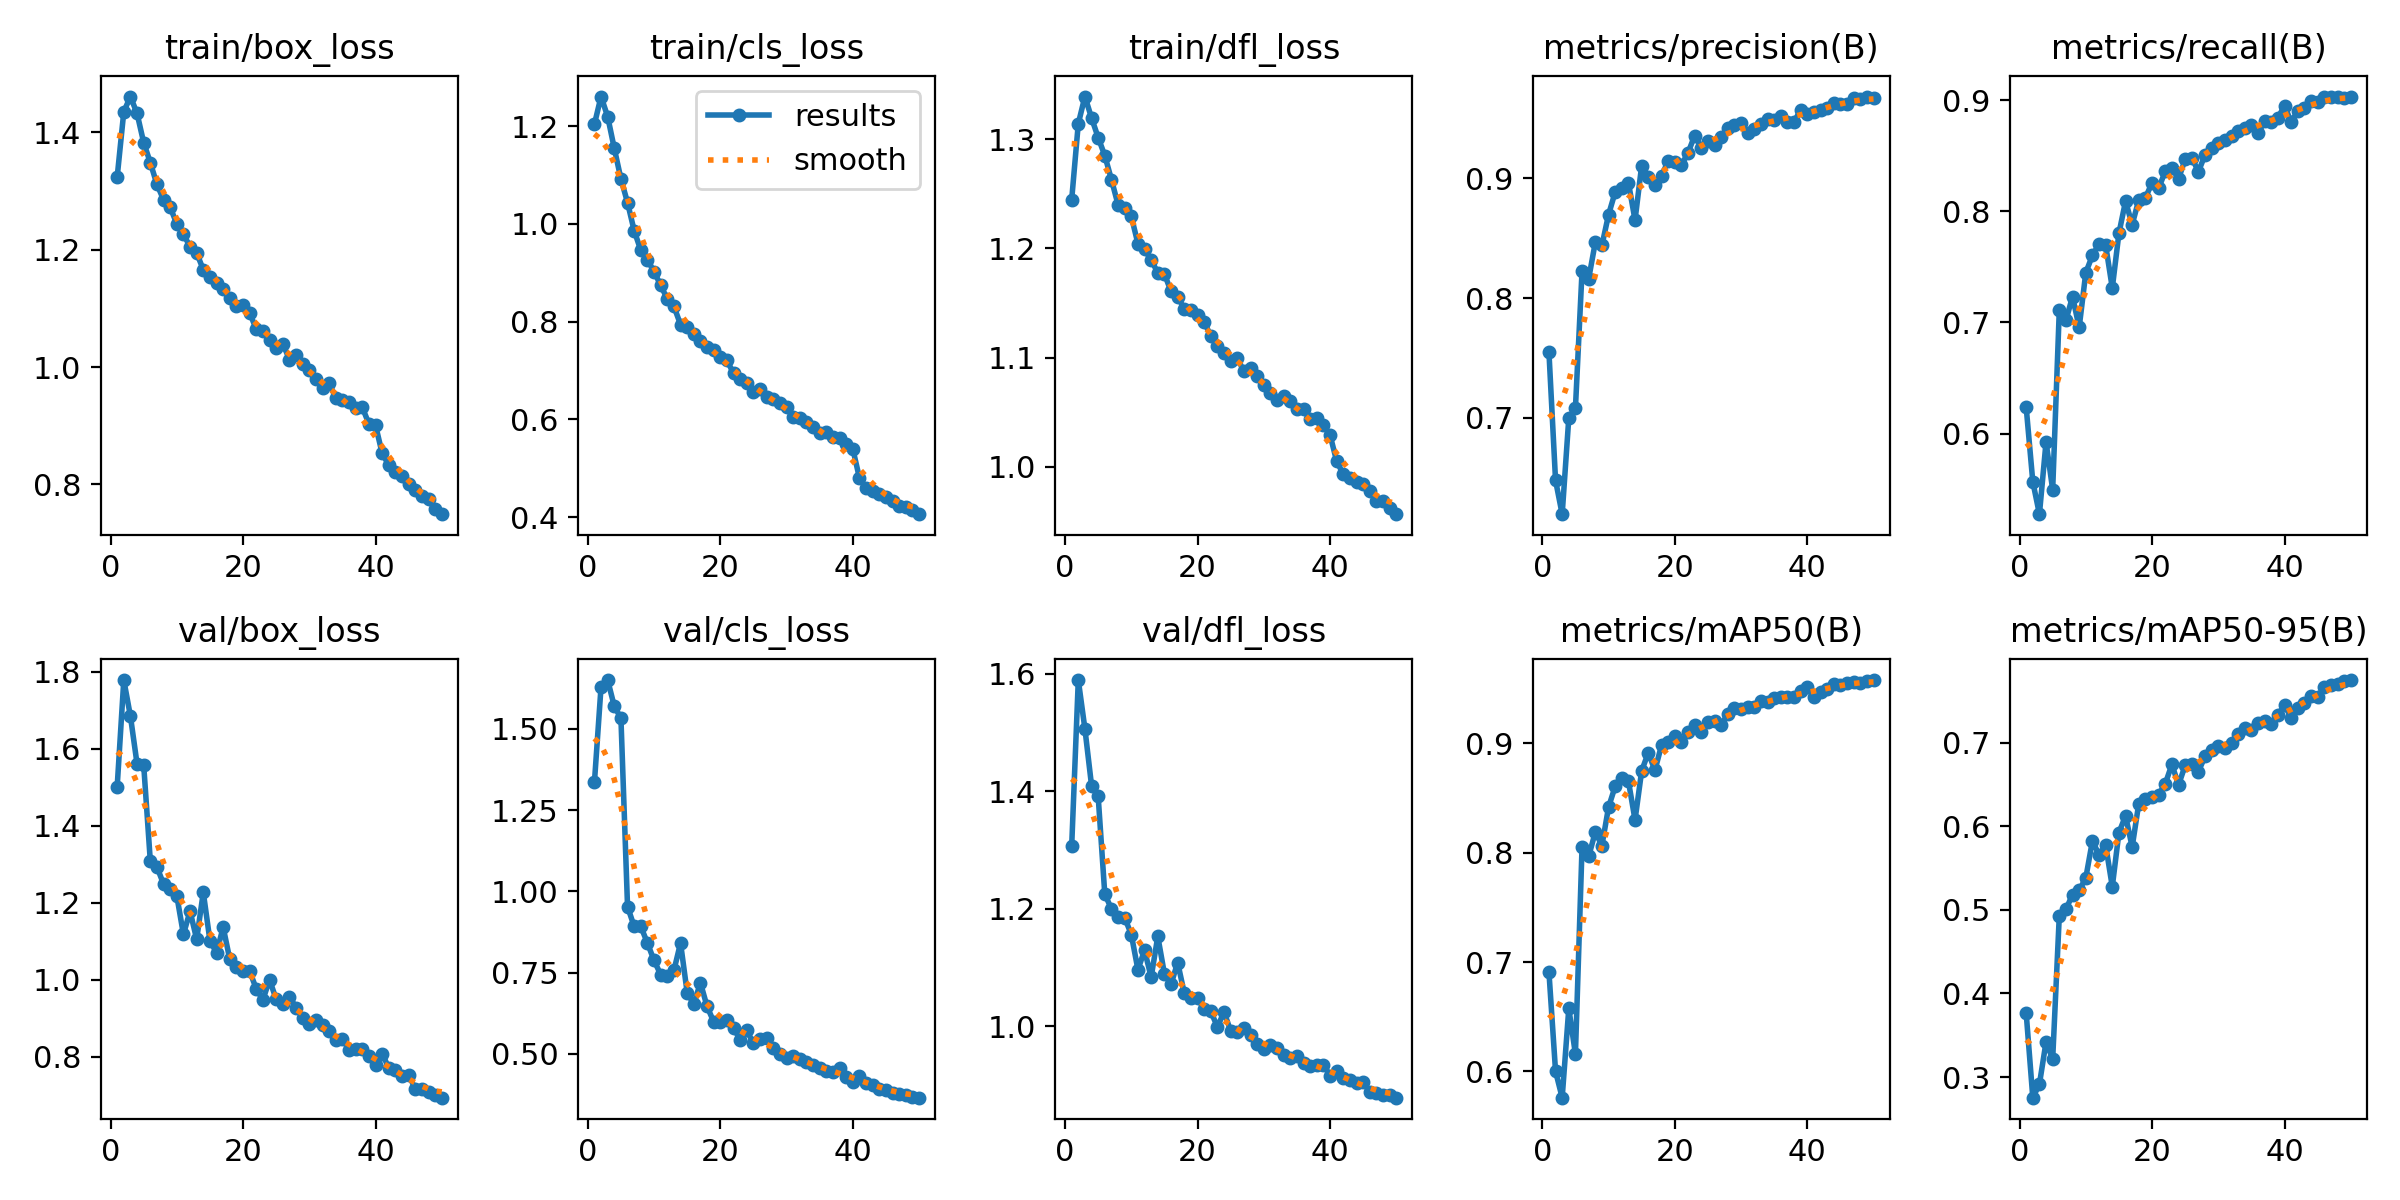 train/box_loss
train/cls_loss
train/dfl_loss
metrics/precision(B)
metrics/recall(B)
1.4
1.2
1.0
0.8
0 20 40
results
smooth
1.2
1.0
0.8
0.6
0.4
0 20 40
1.3
1.2
1.1
1.0
0 20 40
0.9
0.8
0.7
0 20 40
0.9
0.8
0.7
0.6
0 20 40
val/box_loss
val/cls_loss
val/dfl_loss
metrics/mAP50(B)
metrics/mAP50-95(B)
1.8
1.6
1.4
1.2
1.0
0.8
0 20 40
1.50
1.25
1.00
0.75
0.50
0 20 40
1.6
1.4
1.2
1.0
0 20 40
0.9
0.8
0.7
0.6
0 20 40
0.7
0.6
0.5
0.4
0.3
0 20 40